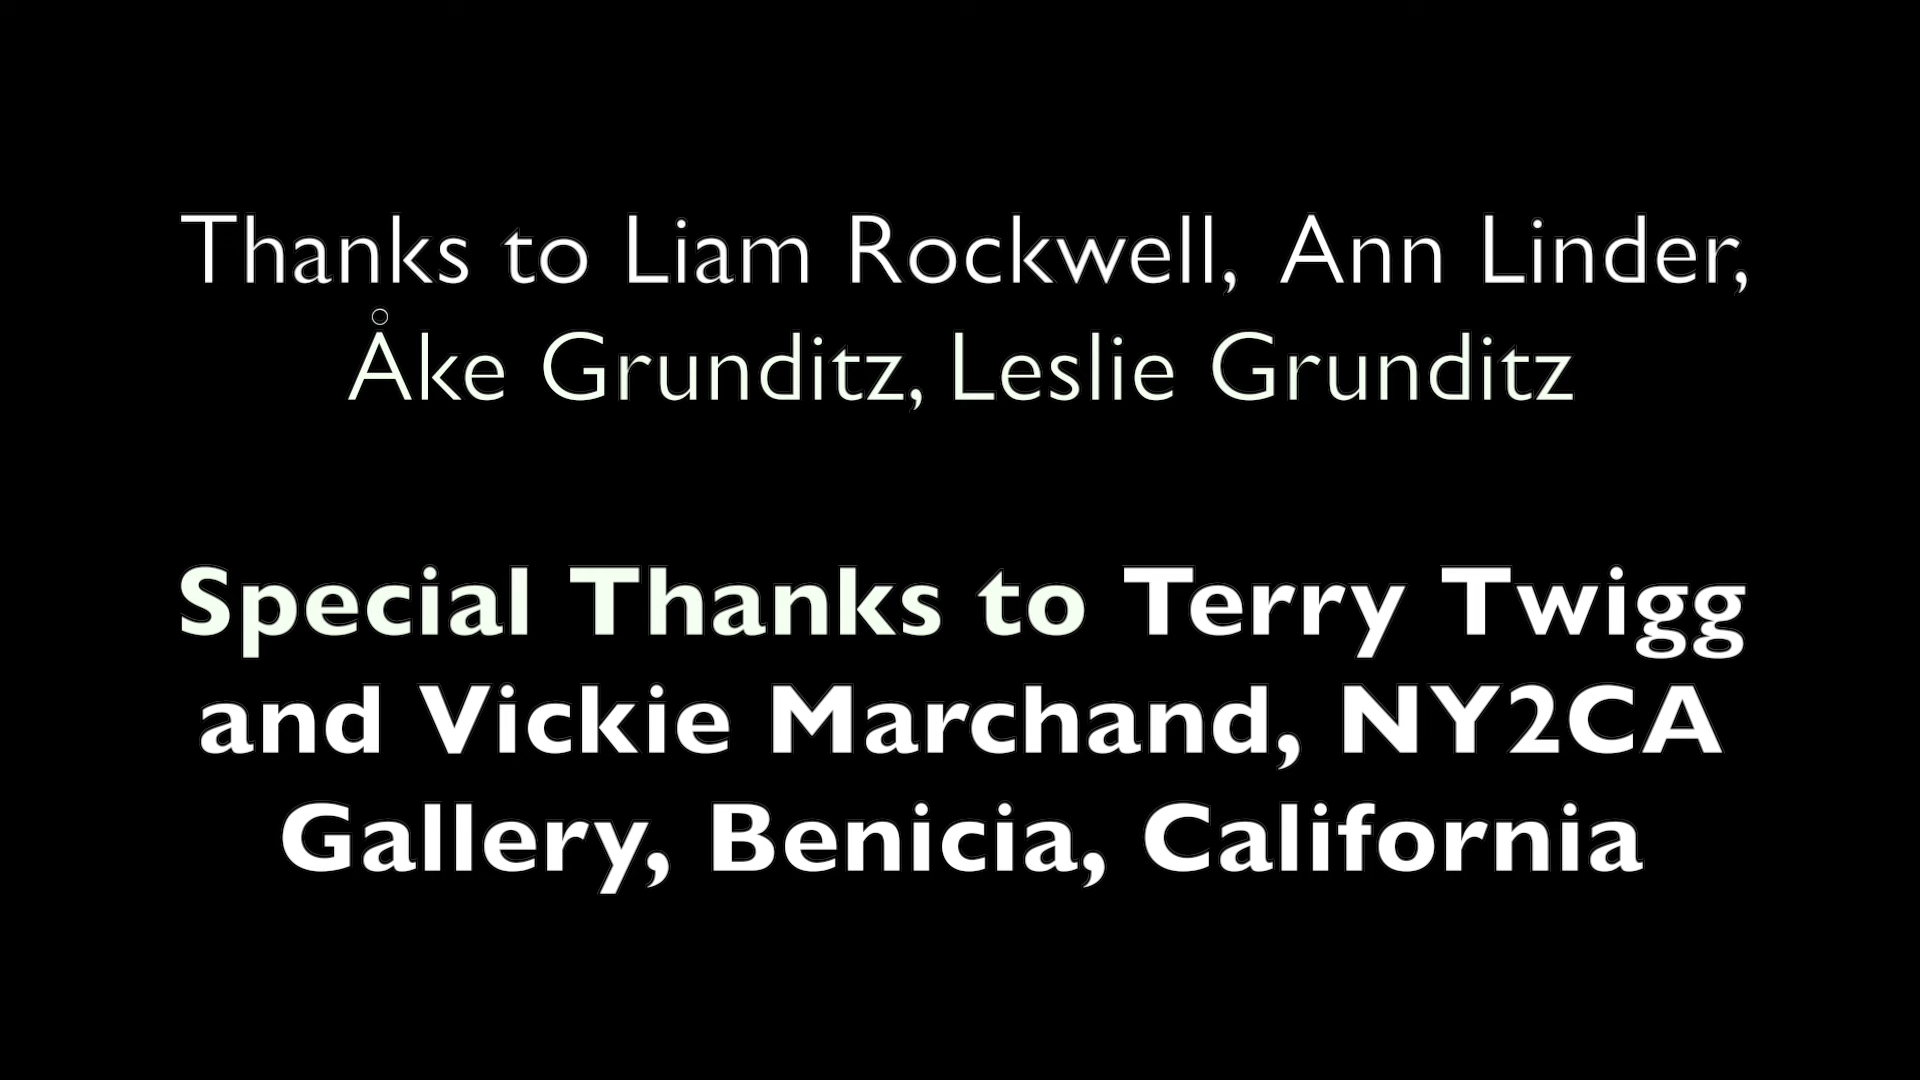 Thanks to Liam Rockwell, Ann Linder,
Åke Grunditz, Leslie Grunditz
Special Thanks to Terry Twigg
and Vickie Marchand, NY2CA
Gallery, Benicia, California